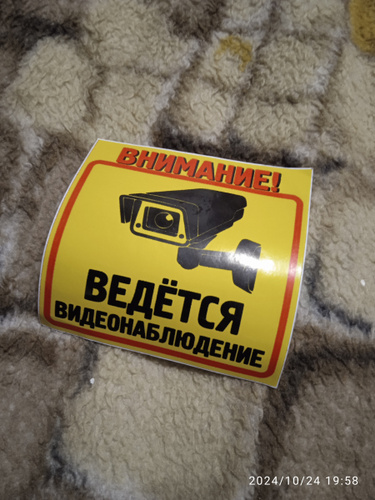 ВНИМАНИЕ!
ВЕДЁТСЯ
ВИДЕОНАБЛЮДЕНИЕ
2024/10/24 19:58